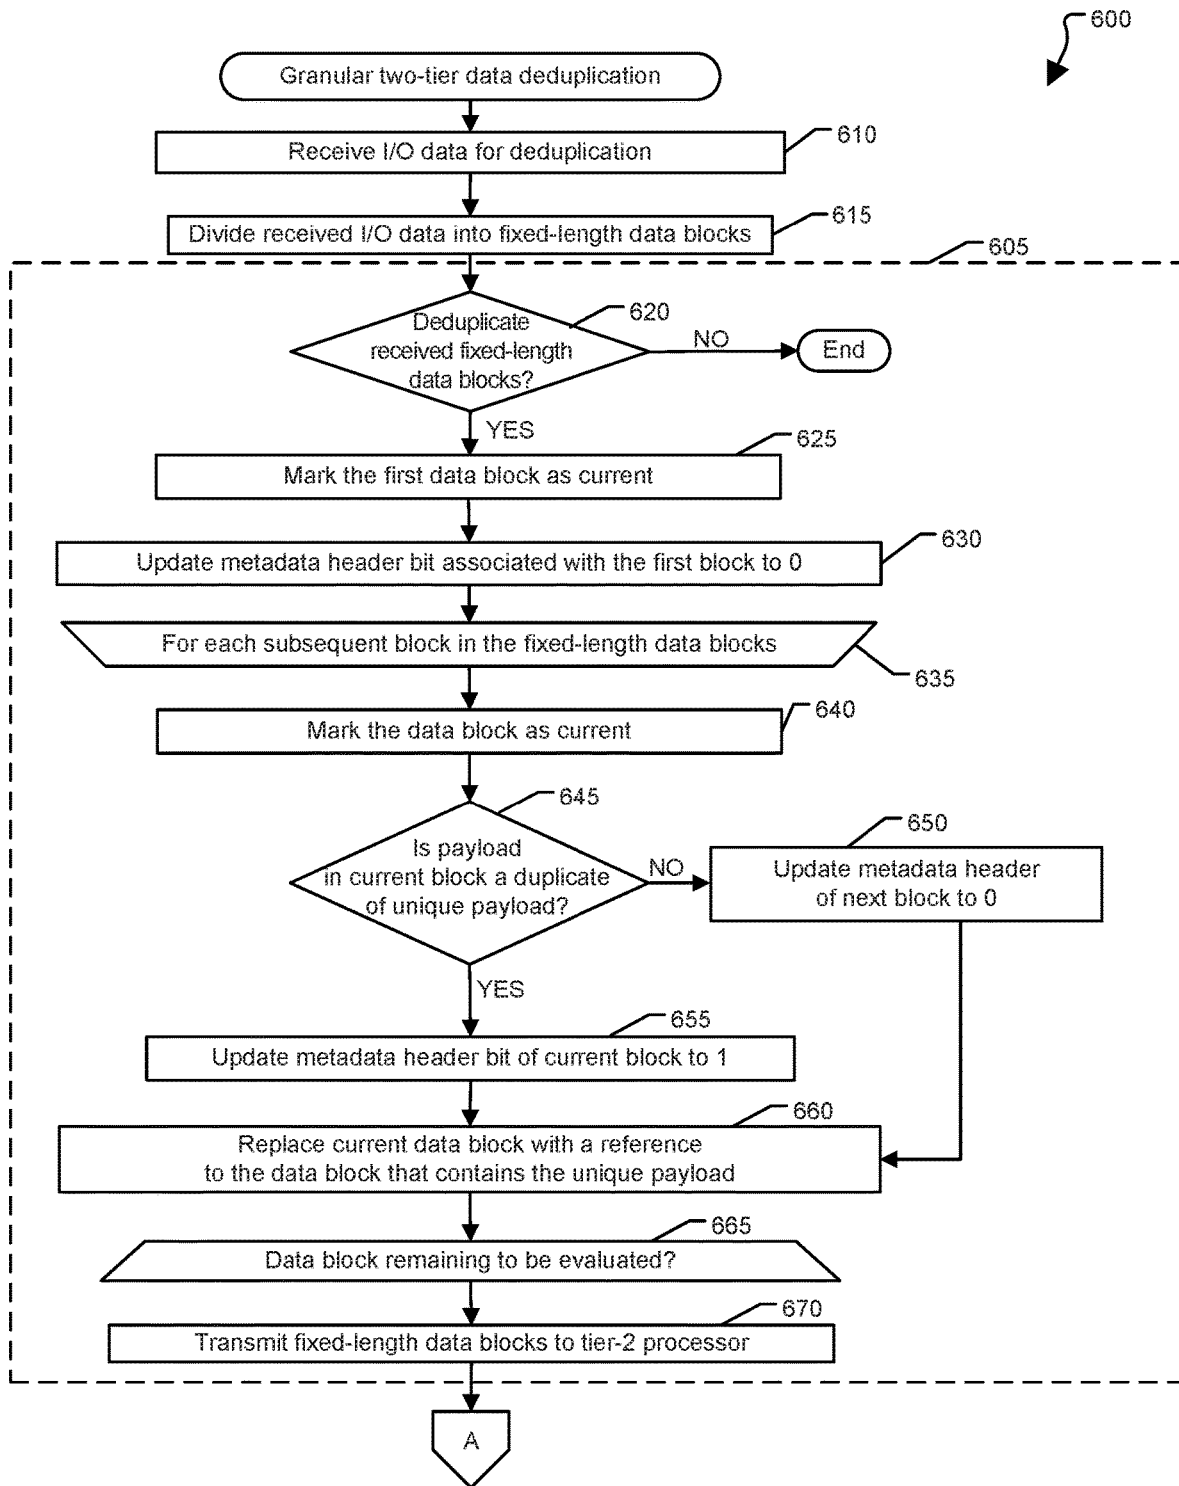 600
Granular two-tier data deduplication
610
Receive I/O data for deduplication
615
Divide received I/O data into fixed-length data blocks
605
620
Deduplicate
received fixed-length
data blocks?
NO
End
YES
625
Mark the first data block as current
630
Update metadata header bit associated with the first block to 0
For each subsequent block in the fixed-length data blocks
635
640
Mark the data block as current
645
Is payload
in current block a duplicate
of unique payload?
NO
650
Update metadata header
of next block to 0
YES
655
Update metadata header bit of current block to 1
660
Replace current data block with a reference
to the data block that contains the unique payload
665
Data block remaining to be evaluated?
670
Transmit fixed-length data blocks to tier-2 processor
A